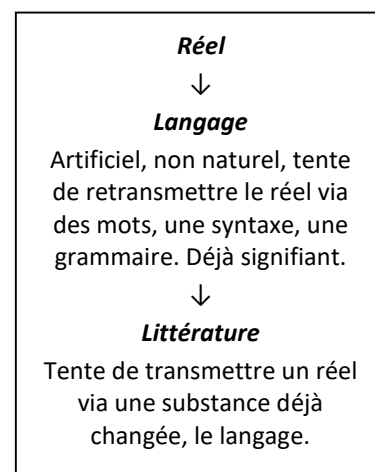 Réel
↓
Langage
Artificiel, non naturel, tente
de retransmettre le réel via
des mots, une syntaxe, une
grammaire. Déjà signifiant.
↓
Littérature
Tente de transmettre un réel
via une substance déjà
changée, le langage.